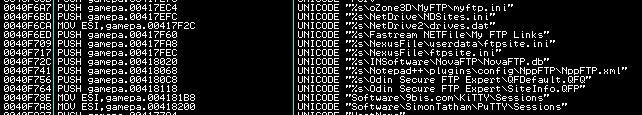 0040F6A7 PUSH gamepa.00417EC4 UNICODE "%s\oZone3D\MyFTP\myftp.ini"
0040F6BD PUSH gamepa.00417EFC UNICODE "%s\NetDrive\NDSites.ini"
0040F6CA MOV ESI,gamepa.00417F2C UNICODE "%s\NetDrive2\drives.dat"
0040F6ED PUSH gamepa.00417F60 UNICODE "%s\Fastream NETFile\My FTP Links"
0040F709 PUSH gamepa.00417FA8 UNICODE "%s\NexusFile\userdata\ftpsite.ini"
0040F717 PUSH gamepa.00417FEC UNICODE "%s\NexusFile\ftpsite.ini"
0040F72C PUSH gamepa.00418020 UNICODE "%s\INSoftware\NovaFTP\NovaFTP.db"
0040F741 PUSH gamepa.00418068 UNICODE "%s\Notepad++\plugins\config\NppFTP\NppFTP.xml"
0040F756 PUSH gamepa.004180C8 UNICODE "%s\Odin Secure FTP Expert\QFDefault.QFQ"
0040F764 PUSH gamepa.00418118 UNICODE "%s\Odin Secure FTP Expert\SiteInfo.QFP"
0040F78E MOV ESI,gamepa.004181B8 UNICODE "Software\9bis.com\KiTTY\Sessions"
0040F7A8 MOV ESI,gamepa.00418200 UNICODE "Software\SimonTatham\PuTTY\Sessions"